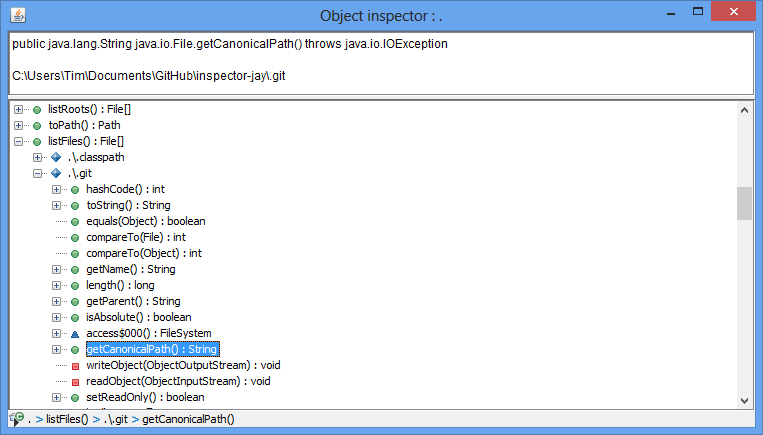 Object inspector : .
public java.lang.String java.io.File.getCanonicalPath() throws java.io.IOException
C:\Users\Tim\Documents\GitHub\inspector-jay\.git
listRoots() : File[]
toPath() : Path
listFiles() : File[]
.\.classpath
.\.git
hashCode() : int
toString() : String
equals(Object) : boolean
compareTo(File) : int
compareTo(Object) : int
getName() : String
length() : long
getParent() : String
isAbsolute() : boolean
access$000() : FileSystem
getCanonicalPath() : String
writeObject(ObjectOutputStream) : void
readObject(ObjectInputStream) : void
setReadOnly() : boolean
. > listFiles() > .\.git > getCanonicalPath()